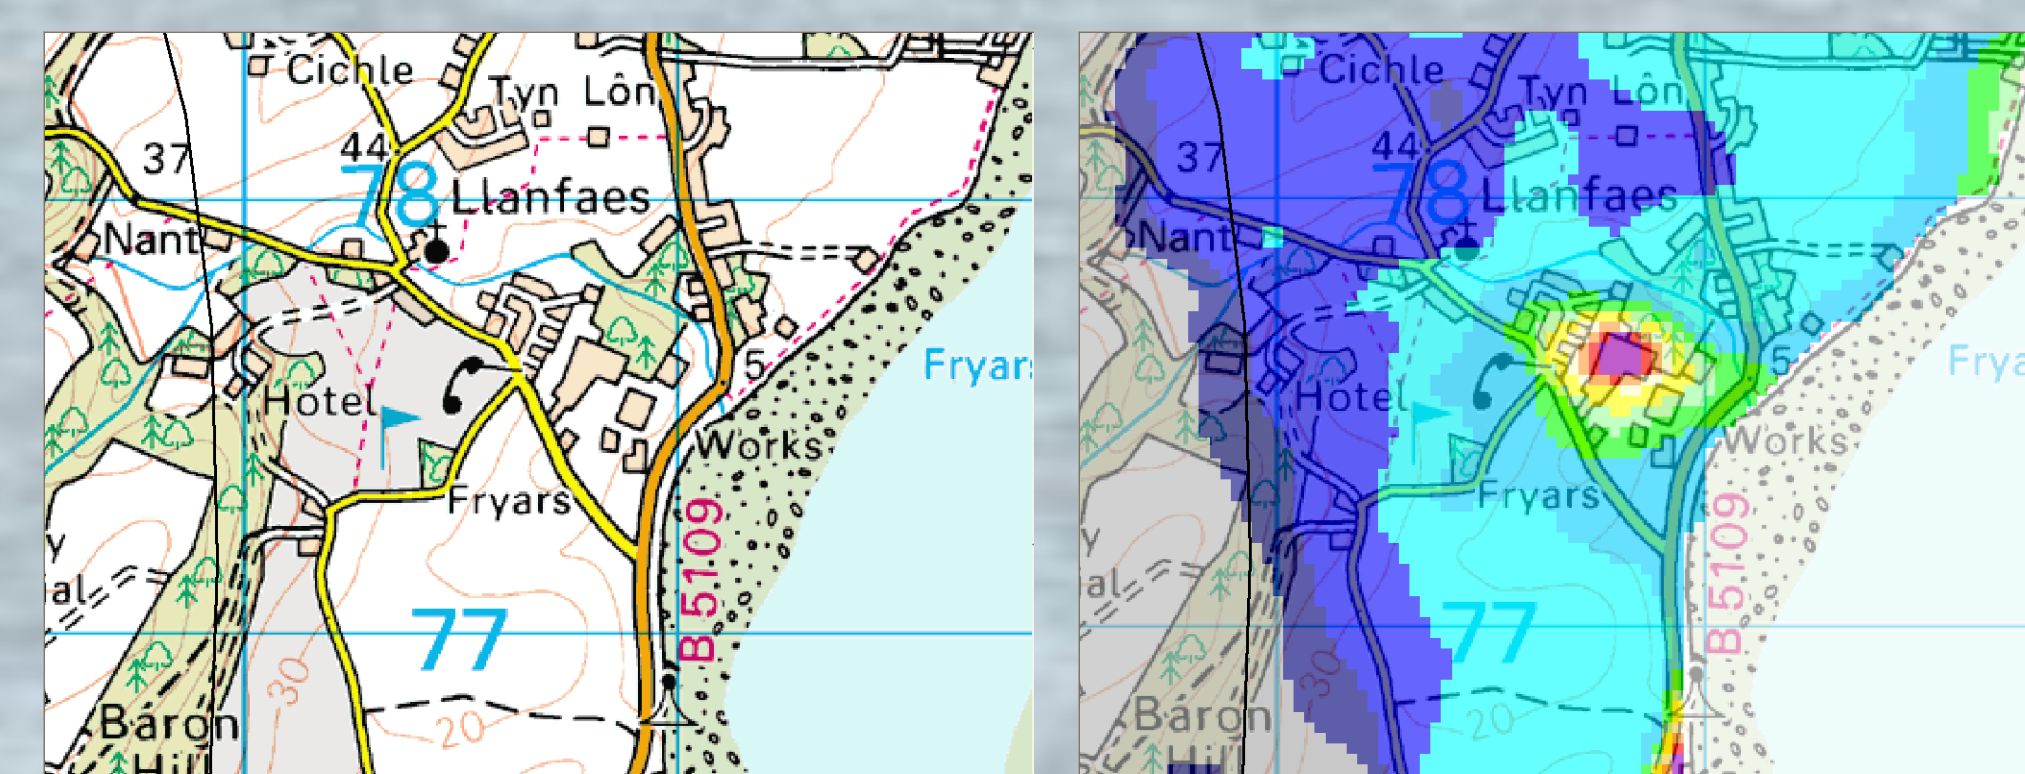 Cichle
Tyn Lôn
37
44
78
Llanfaes
Nant
5
Fryars
Hotel
Works
Fryars
y
al
B 5109
77
30
20
Baron
Hill
Cichle
Tyn Lôn
37
44
78
Llanfaes
Nant
5
Frya
Hotel
Works
Fryars
y
al
B 5109
77
30
20
Baron
Hill